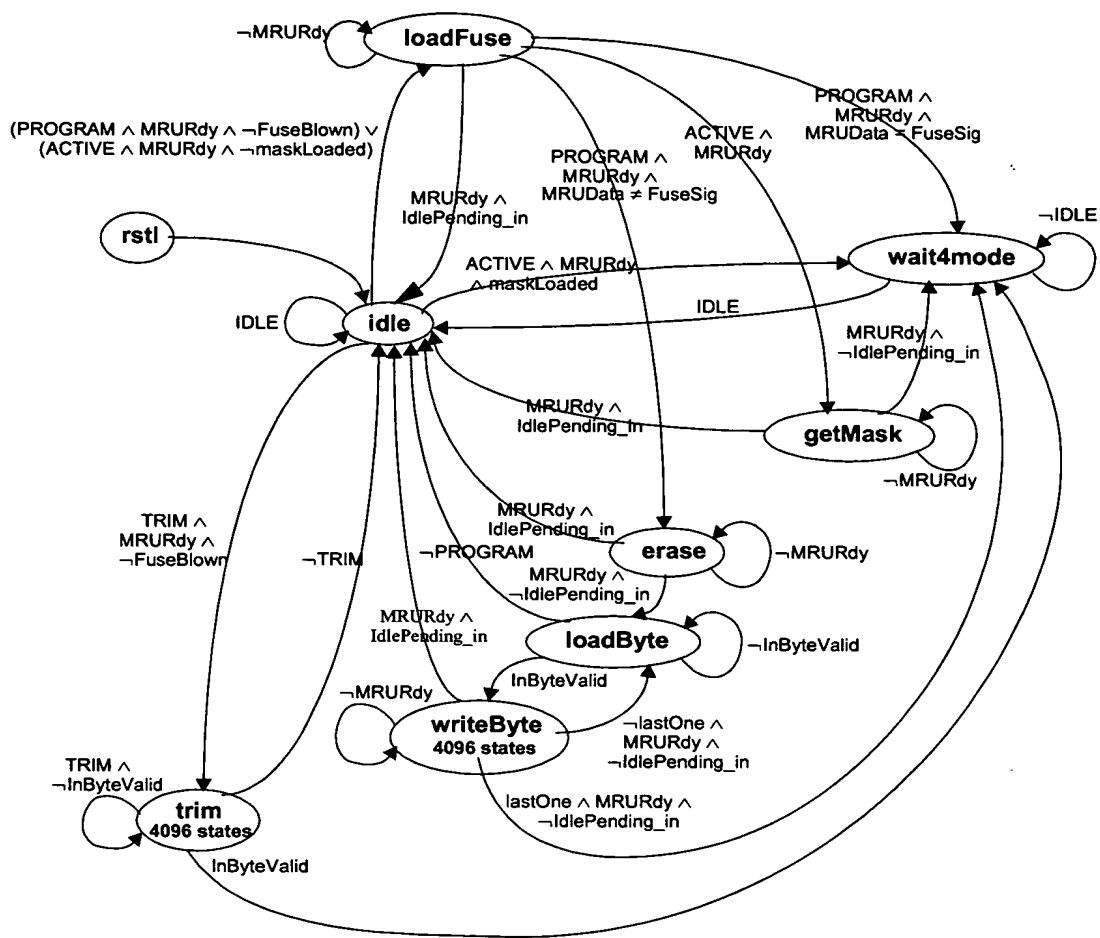 ¬MRURdy
loadFuse
(PROGRAM ∧ MRURdy ∧ ¬FuseBlown) ∨
(ACTIVE ∧ MRURdy ∧ ¬maskLoaded)
MRURdy ∧
IdlePending_in
PROGRAM ∧
MRURdy ∧
MRUData ≠ FuseSig
ACTIVE ∧
MRURdy
PROGRAM ∧
MRURdy ∧
MRUData = FuseSig
rstl
¬IDLE
wait4mode
ACTIVE ∧ MRURdy
∧ maskLoaded
IDLE
IDLE
idle
MRURdy ∧
¬IdlePending_in
MRURdy ∧
IdlePending_in
getMask
¬MRURdy
TRIM ∧
MRURdy ∧
¬FuseBlown
¬TRIM
MRURdy ∧
IdlePending_in
erase
¬MRURdy
¬PROGRAM
MRURdy ∧
¬IdlePending_in
MRURdy ∧
IdlePending_in
loadByte
¬InByteValid
InByteValid
¬MRURdy
writeByte
4096 states
¬lastOne ∧
MRURdy ∧
¬IdlePending_in
TRIM ∧
¬InByteValid
trim
4096 states
lastOne ∧ MRURdy ∧
¬IdlePending_in
InByteValid